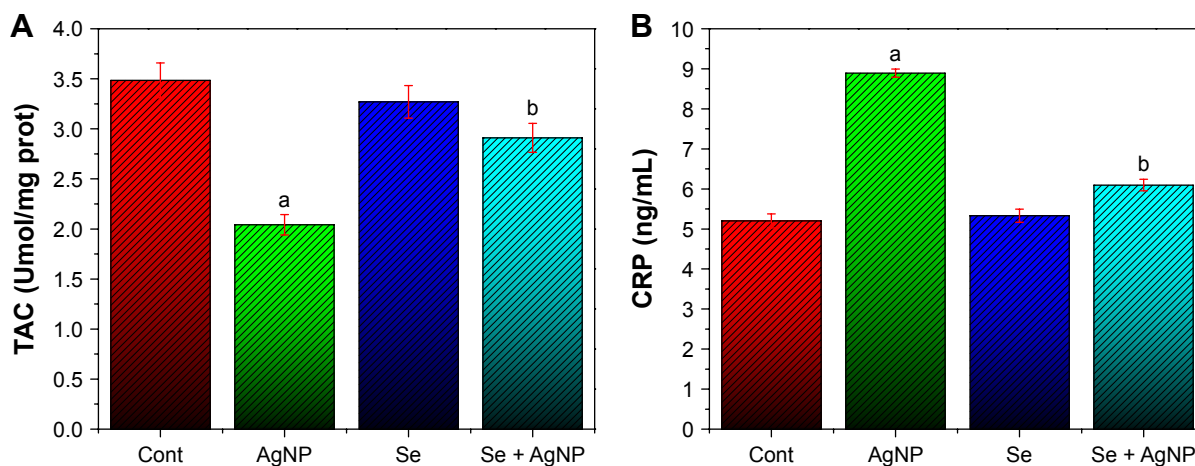 A
TAC (Umol/mg prot)
4.0
3.5
3.0
2.5
2.0
1.5
1.0
0.5
0.0
a
b
Cont AgNP Se Se + AgNP
B
CRP (ng/mL)
10
9
8
7
6
5
4
3
2
1
0
a
b
Cont AgNP Se Se + AgNP